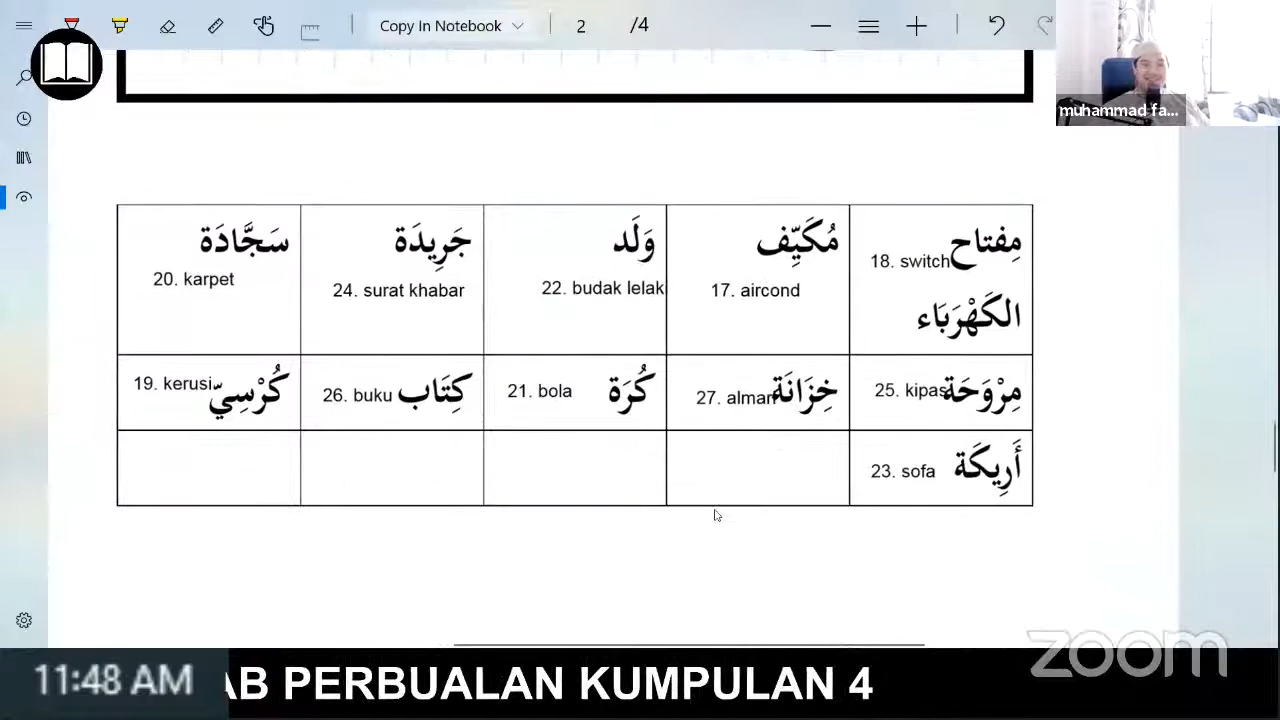 Copy In Notebook
2 /4
muhammad fa...
مِفتاح الكَهْرَبَاء
18. switch
مُكَيِّف
17. aircond
وَلَد
22. budak lelak
جَرِيدَة
24. surat khabar
سَجَّادَة
20. karpet
مِرْوَحَة
25. kipas
خِزَانَة
27. almari
كُرَة
21. bola
كِتَاب
26. buku
كُرْسِيّ
19. kerusi
أَرِيكَة
23. sofa
zoom
11:48 AM
AB PERBUALAN KUMPULAN 4